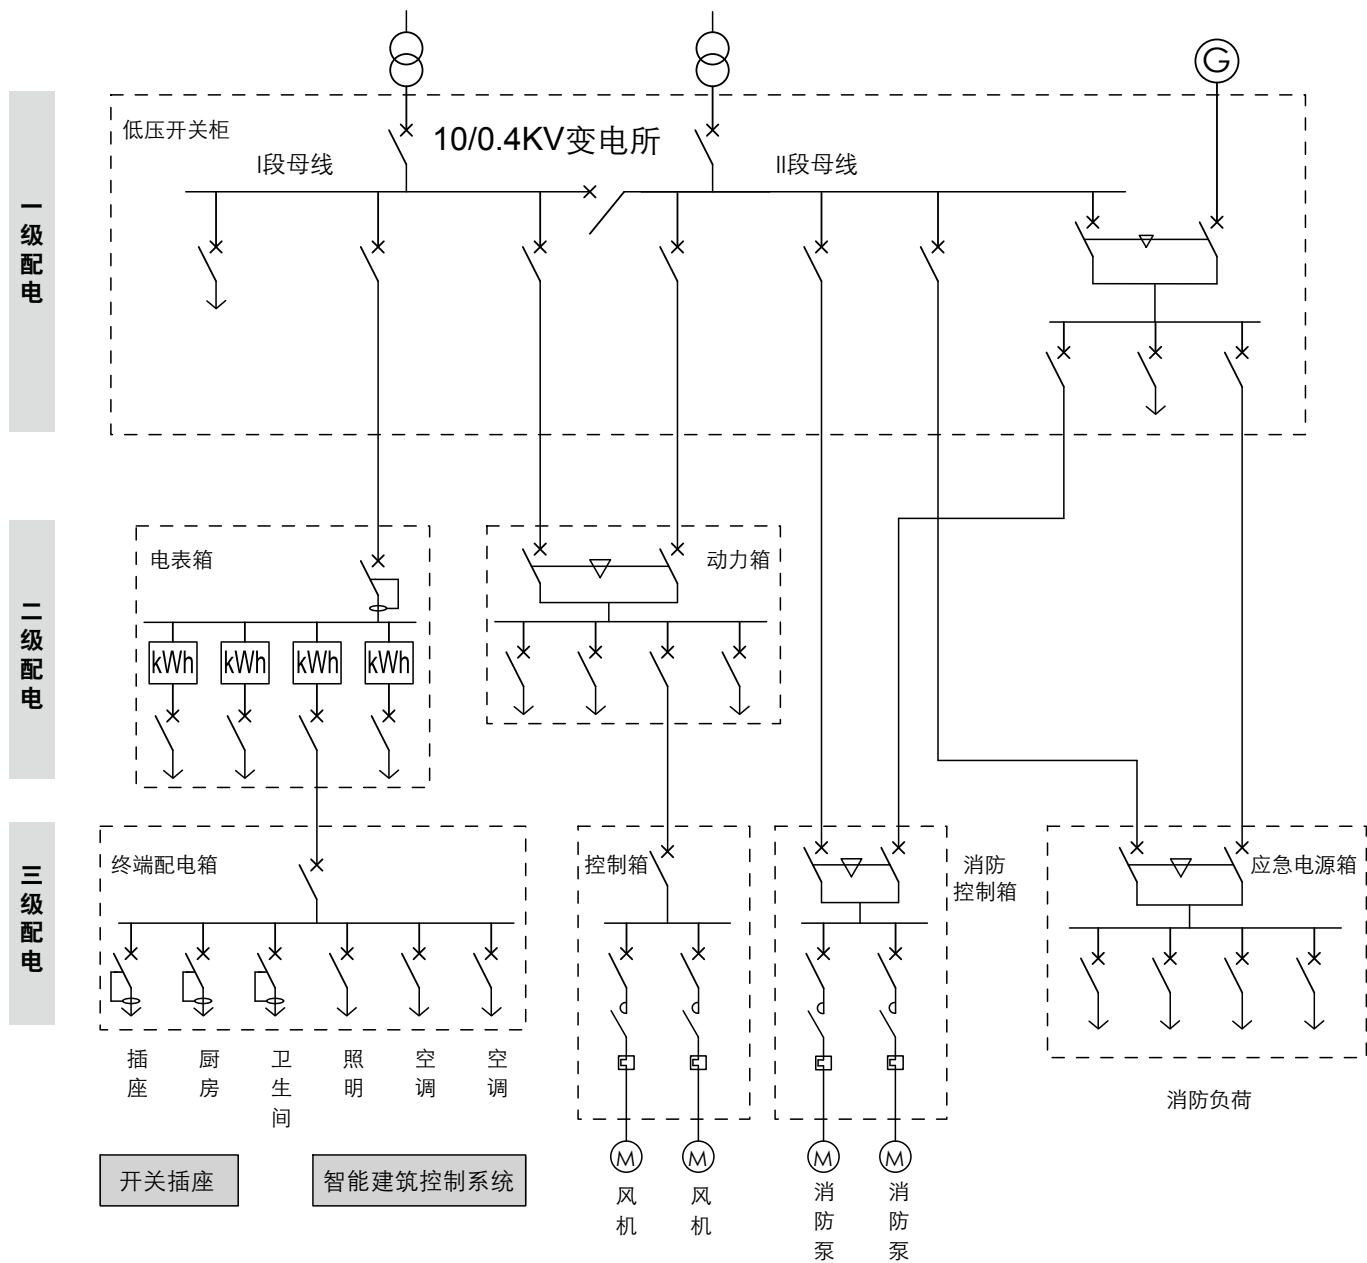 G
低压开关柜
10/0.4KV变电所
I段母线
II段母线
一级配电
电表箱
动力箱
kWh
kWh
kWh
kWh
二级配电
终端配电箱
控制箱
消防
控制箱
应急电源箱
三级配电
插座
厨房
卫生间
照明
空调
空调
消防负荷
M
M
M
M
风机
风机
消防泵
消防泵
开关插座
智能建筑控制系统